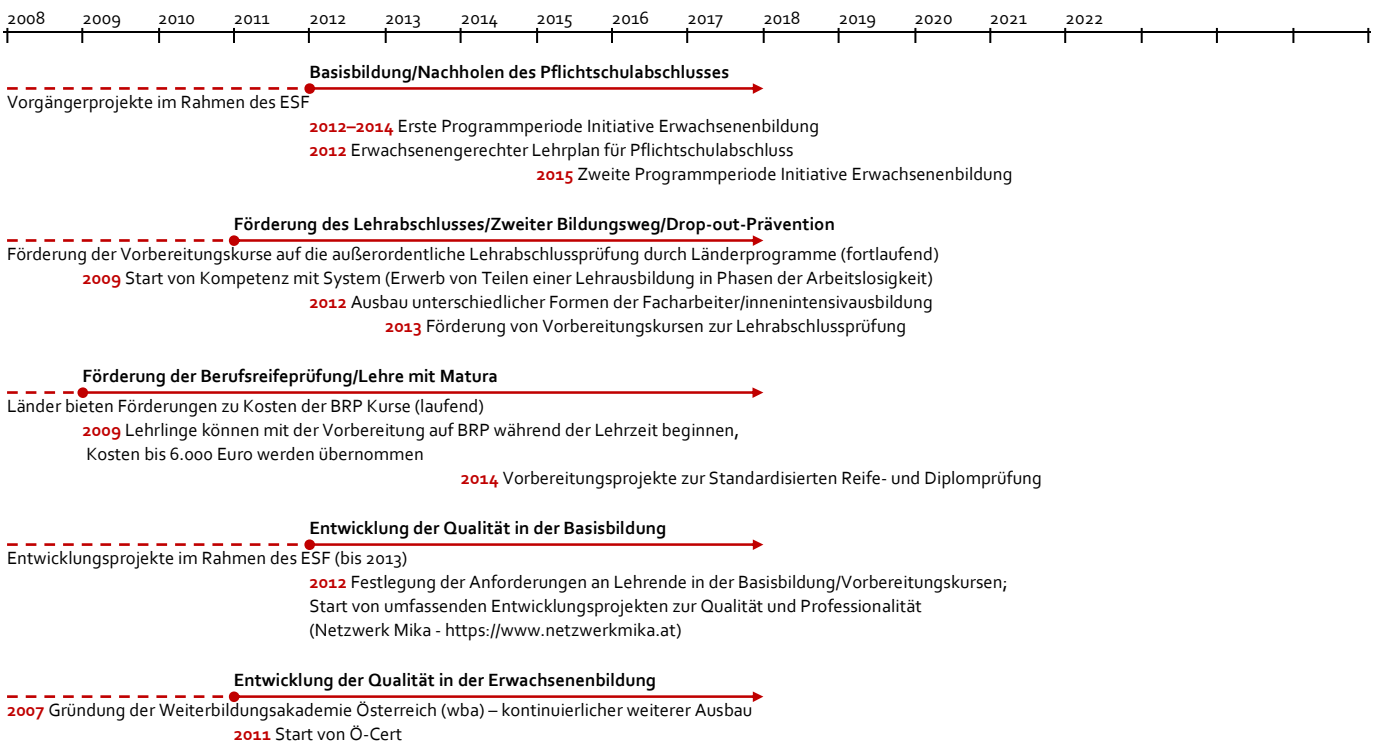 2008 2009 2010 2011 2012 2013 2014 2015 2016 2017 2018 2019 2020 2021 2022
Basisbildung/Nachholen des Pflichtschulabschlusses
Vorgängerprojekte im Rahmen des ESF
2012–2014 Erste Programmperiode Initiative Erwachsenenbildung
2012 Erwachsenengerechter Lehrplan für Pflichtschulabschluss
2015 Zweite Programmperiode Initiative Erwachsenenbildung
Förderung des Lehrabschlusses/Zweiter Bildungsweg/Drop-out-Prävention
Förderung der Vorbereitungskurse auf die außerordentliche Lehrabschlussprüfung durch Länderprogramme (fortlaufend)
2009 Start von Kompetenz mit System (Erwerb von Teilen einer Lehrausbildung in Phasen der Arbeitslosigkeit)
2012 Ausbau unterschiedlicher Formen der Facharbeiter/innenintensivausbildung
2013 Förderung von Vorbereitungskursen zur Lehrabschlussprüfung
Förderung der Berufsreifeprüfung/Lehre mit Matura
Länder bieten Förderungen zu Kosten der BRP Kurse (laufend)
2009 Lehrlinge können mit der Vorbereitung auf BRP während der Lehrzeit beginnen,
Kosten bis 6.000 Euro werden übernommen
2014 Vorbereitungsprojekte zur Standardisierten Reife- und Diplomprüfung
Entwicklung der Qualität in der Basisbildung
Entwicklungsprojekte im Rahmen des ESF (bis 2013)
2012 Festlegung der Anforderungen an Lehrende in der Basisbildung/Vorbereitungskursen;
Start von umfassenden Entwicklungsprojekten zur Qualität und Professionalität
(Netzwerk Mika - https://www.netzwerkmika.at)
Entwicklung der Qualität in der Erwachsenenbildung
2007 Gründung der Weiterbildungsakademie Österreich (wba) – kontinuierlicher weiterer Ausbau
2011 Start von Ö-Cert